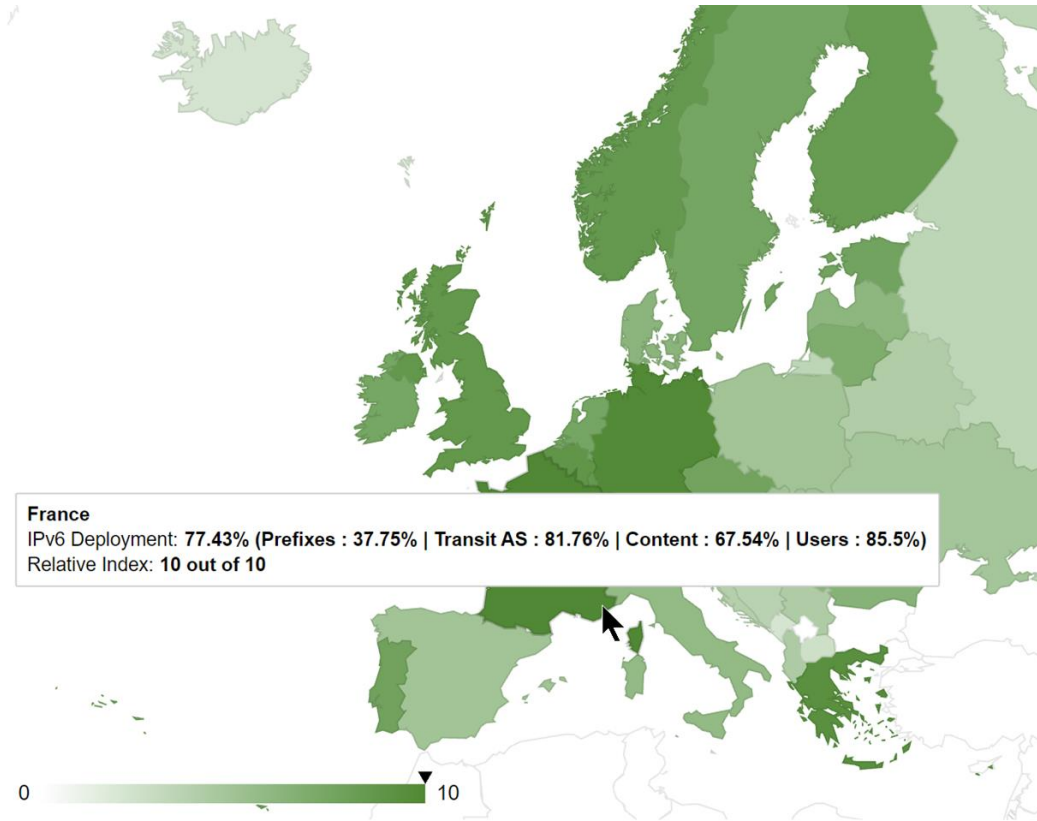 France
IPv6 Deployment: 77.43% (Prefixes : 37.75% | Transit AS : 81.76% | Content : 67.54% | Users : 85.5%)
Relative Index: 10 out of 10
0 10